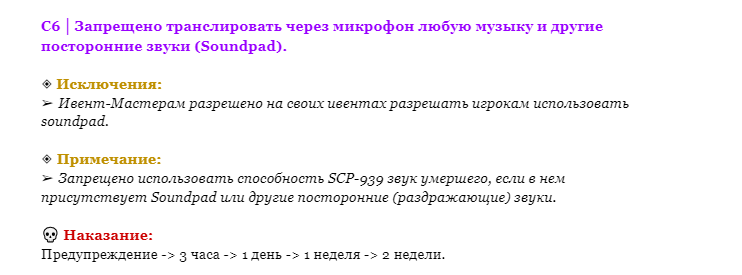 C6 | Запрещено транслировать через микрофон любую музыку и другие
посторонние звуки (Soundpad).
◈ Исключения:
➢ Ивент-Мастерам разрешено на своих ивентах разрешать игрокам использовать
soundpad.
◈ Примечание:
➢ Запрещено использовать способность SCP-939 звук умершего, если в нем
присутствует Soundpad или другие посторонние (раздражающие) звуки.
💀 Наказание:
Предупреждение -> 3 часа -> 1 день -> 1 неделя -> 2 недели.